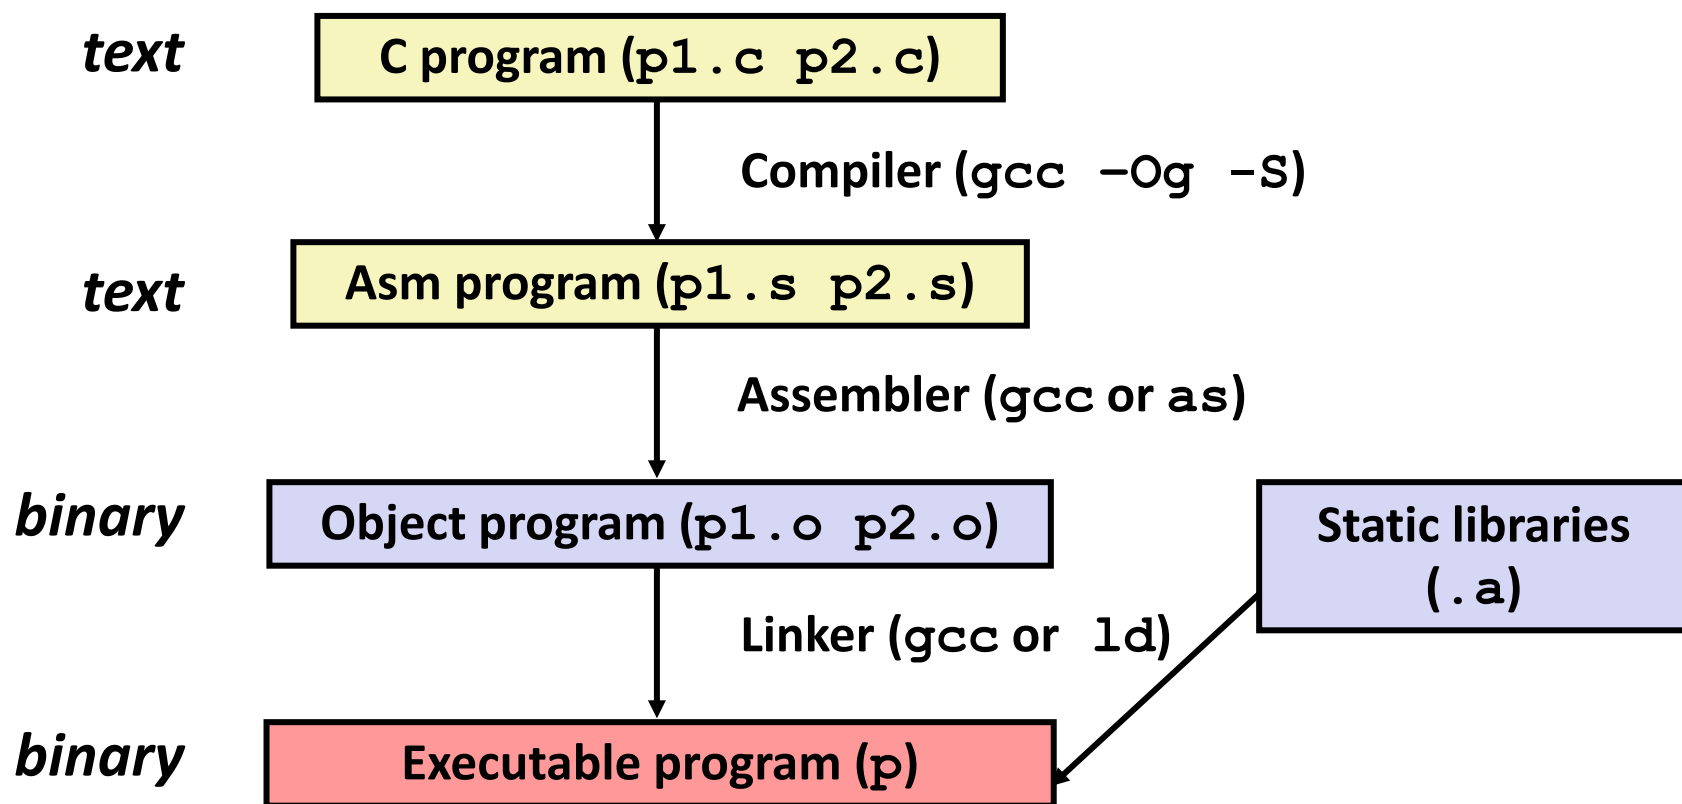 text
C program (p1.c p2.c)
Compiler (gcc –Og -S)
text
Asm program (p1.s p2.s)
Assembler (gcc or as)
binary
Object program (p1.o p2.o)
Static libraries
(.a)
Linker (gcc or ld)
binary
Executable program (p)